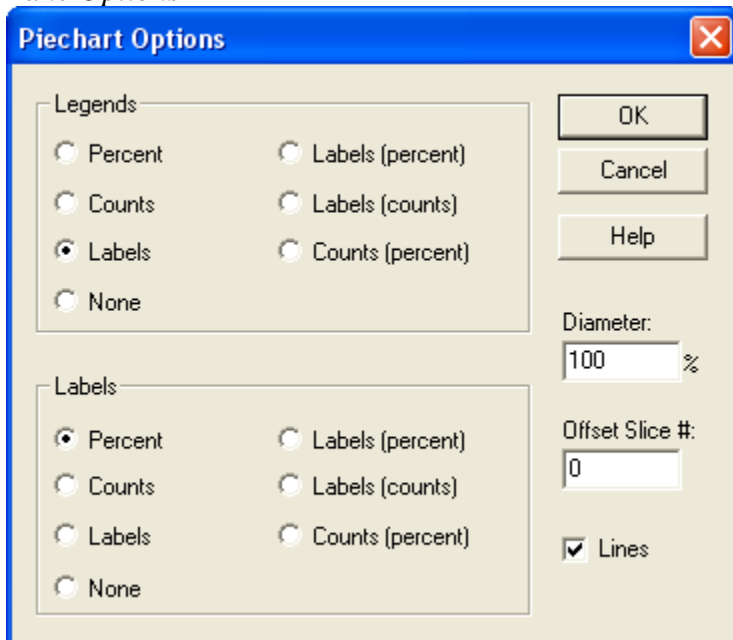 Options
Piechart Options
Legends
Percent
Labels (percent)
Counts
Labels (counts)
Labels
Counts (percent)
None
Labels
Percent
Labels (percent)
Counts
Labels (counts)
Labels
Counts (percent)
None
OK
Cancel
Help
Diameter:
100 %
Offset Slice #:
0
Lines